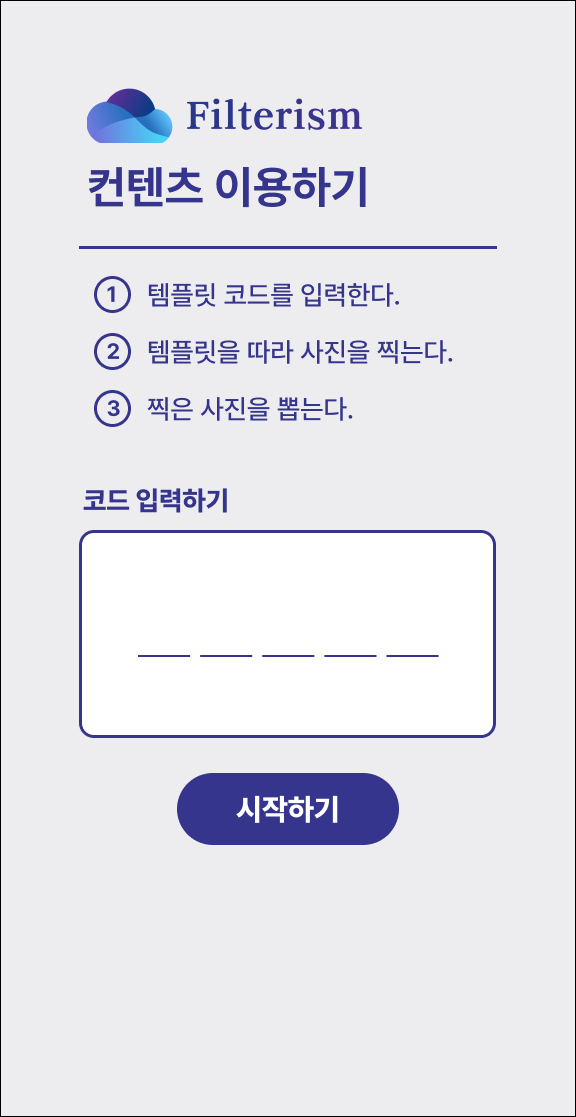 Filterism
컨텐츠 이용하기
1 템플릿 코드를 입력한다.
2 템플릿을 따라 사진을 찍는다.
3 찍은 사진을 뽑는다.
코드 입력하기
시작하기